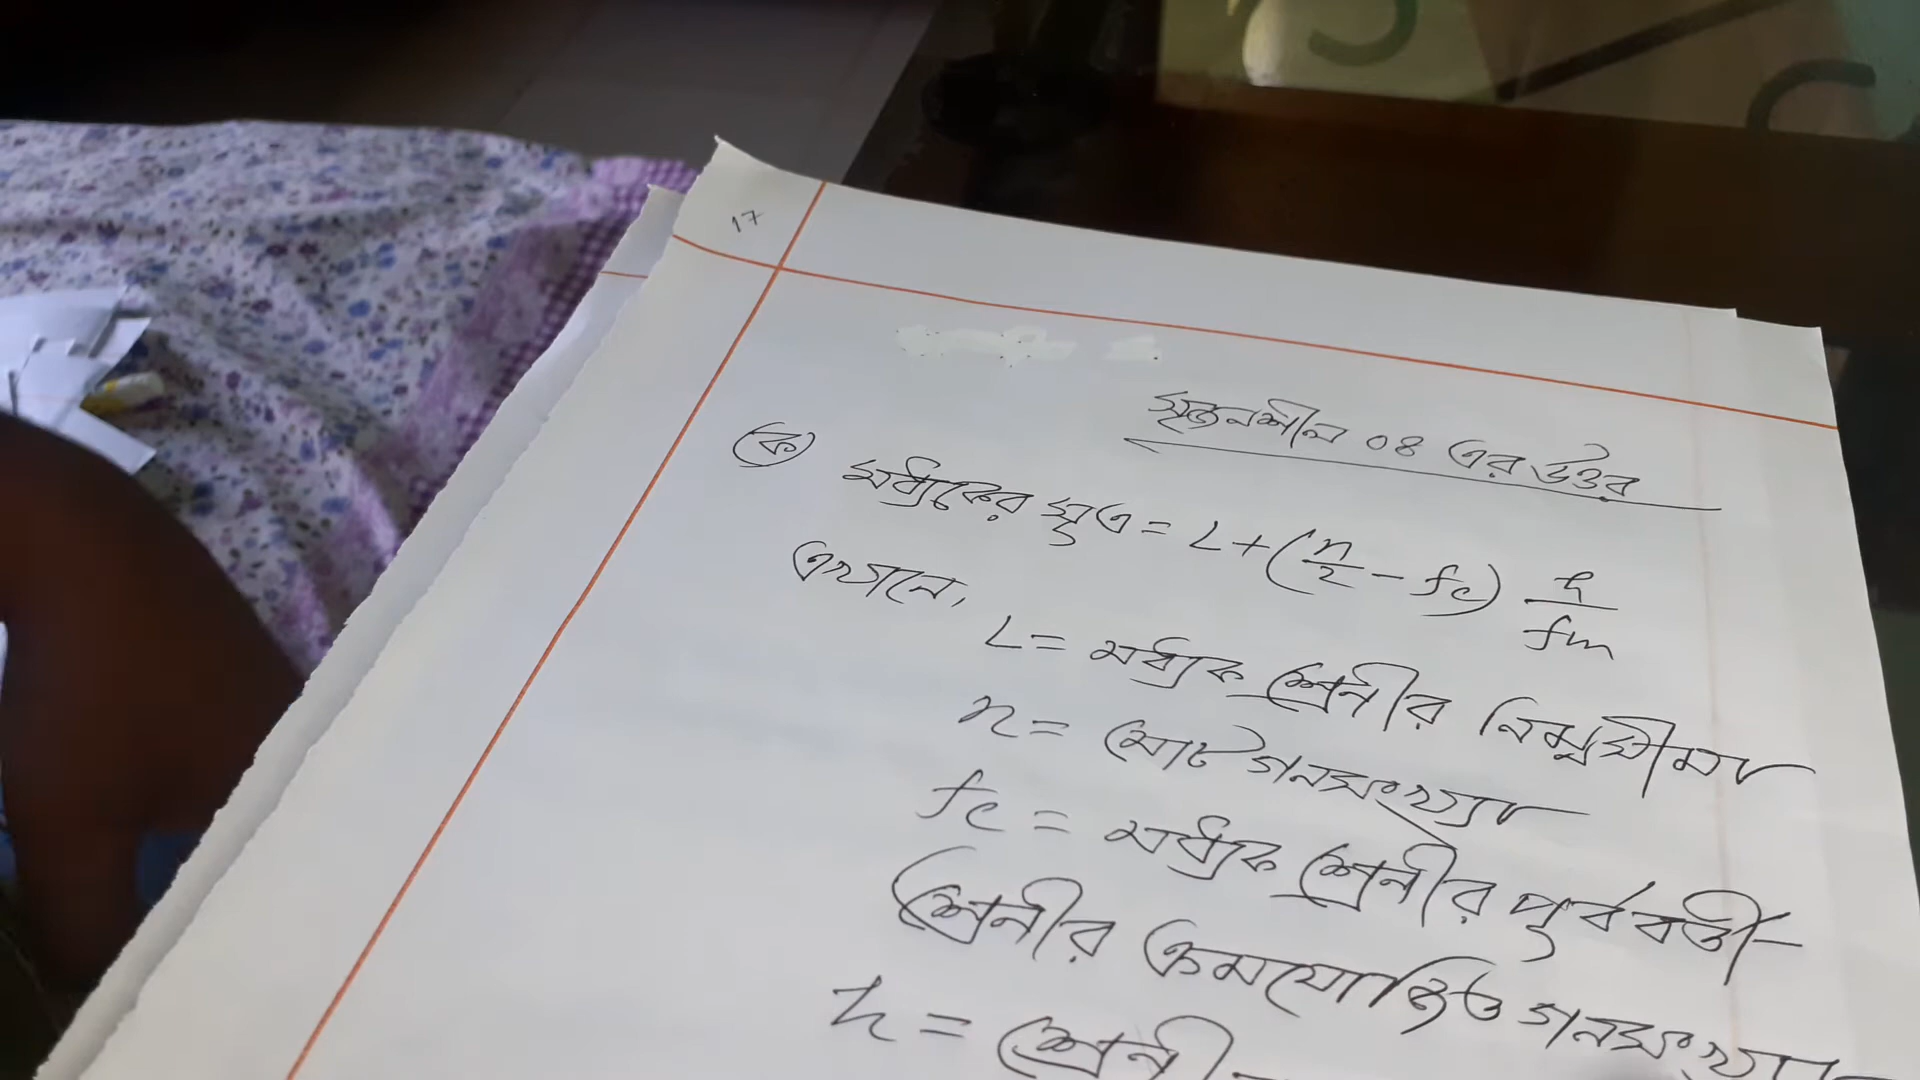 17
সৃজনশীল ০৪ এর উত্তর
(ক) মধ্যকের সূত্র = L + (n/2 - fc) h/fm
এখানে,
L = মধ্যক শ্রেনীর নিম্নসীমা
n = মোট গনসংখ্যা
fc = মধ্যক শ্রেনীর পূর্ববর্তী
শ্রেনীর ক্রমযোজিত গনসংখ্যা
h = শ্রেনী